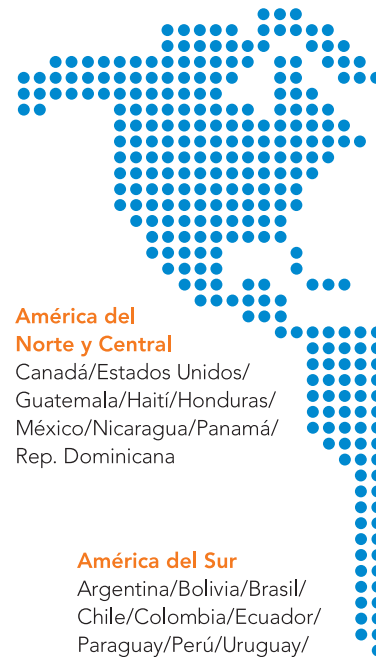 América del
Norte y Central
Canadá/Estados Unidos/
Guatemala/Haití/Honduras/
México/Nicaragua/Panamá/
Rep. Dominicana
América del Sur
Argentina/Bolivia/Brasil/
Chile/Colombia/Ecuador/
Paraguay/Perú/Uruguay/